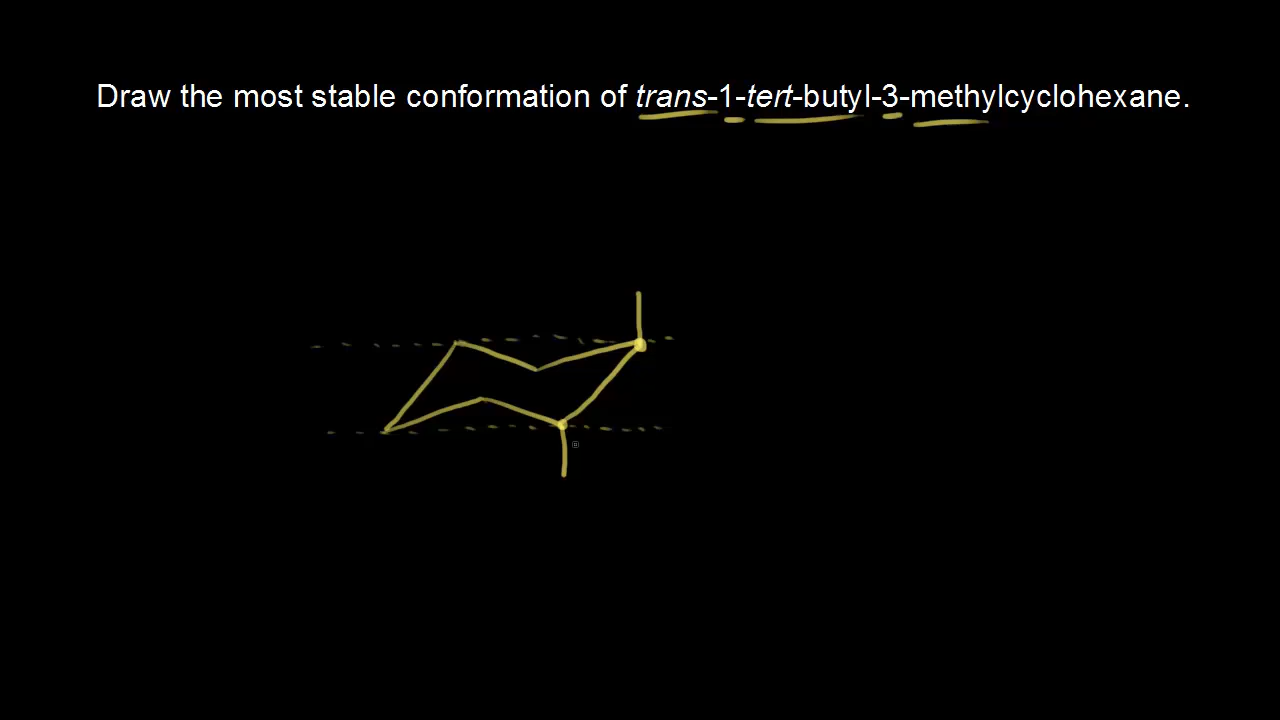 Draw the most stable conformation of trans-1-tert-butyl-3-methylcyclohexane.